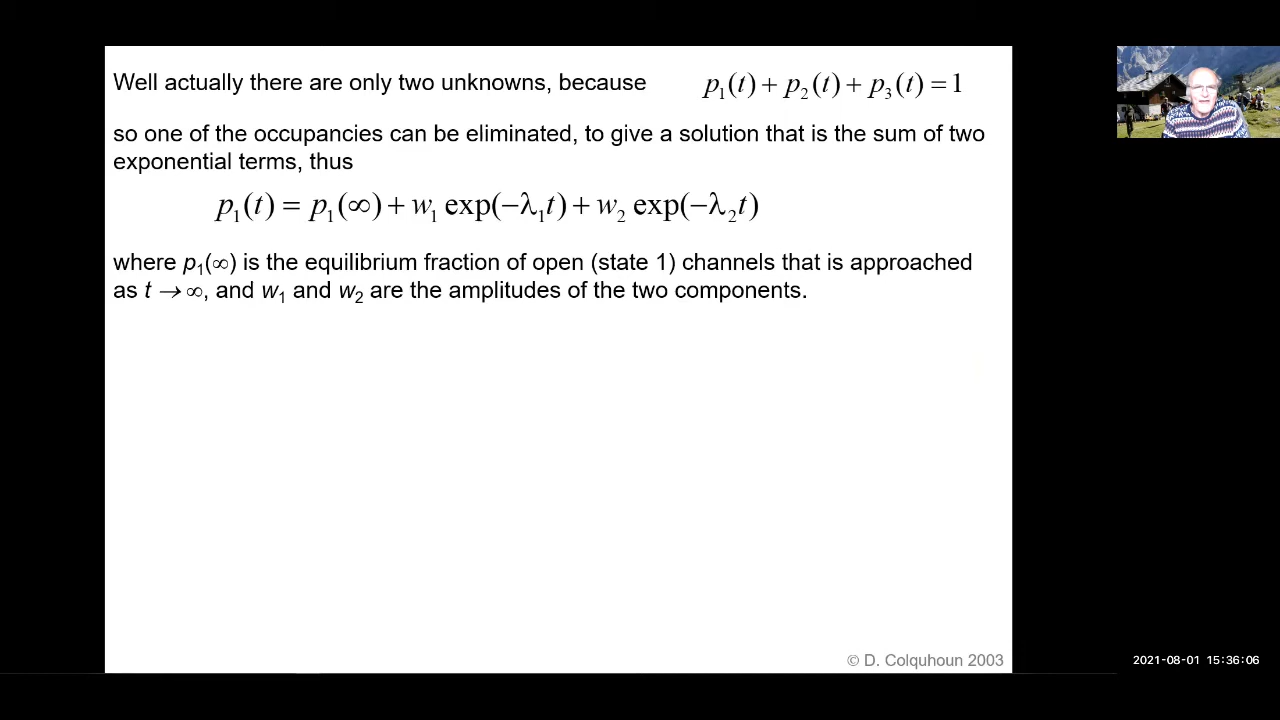 Well actually there are only two unknowns, because p₁(t) + p₂(t) + p₃(t) = 1
so one of the occupancies can be eliminated, to give a solution that is the sum of two
exponential terms, thus
p₁(t) = p₁(∞) + w₁ exp(−λ₁t) + w₂ exp(−λ₂t)
where p₁(∞) is the equilibrium fraction of open (state 1) channels that is approached
as t → ∞, and w₁ and w₂ are the amplitudes of the two components.
© D. Colquhoun 2003
2021-08-01 15:36:06